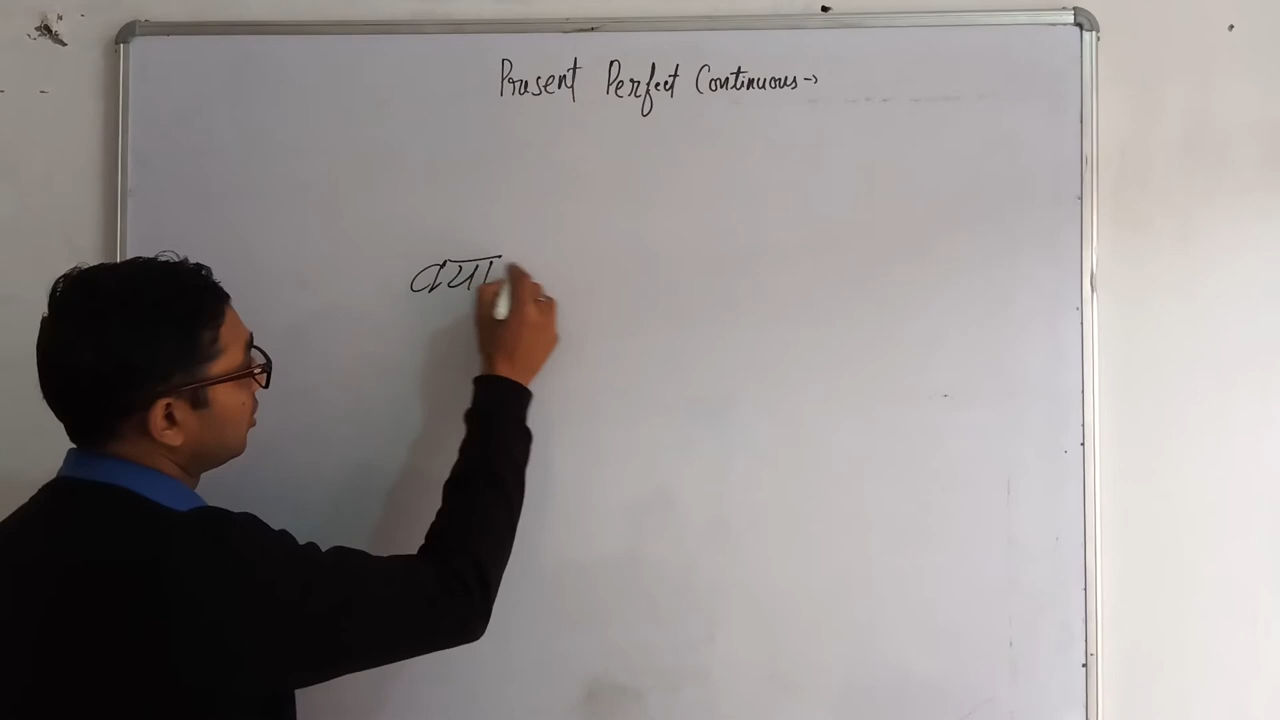 Present Perfect Continuous→
क्या